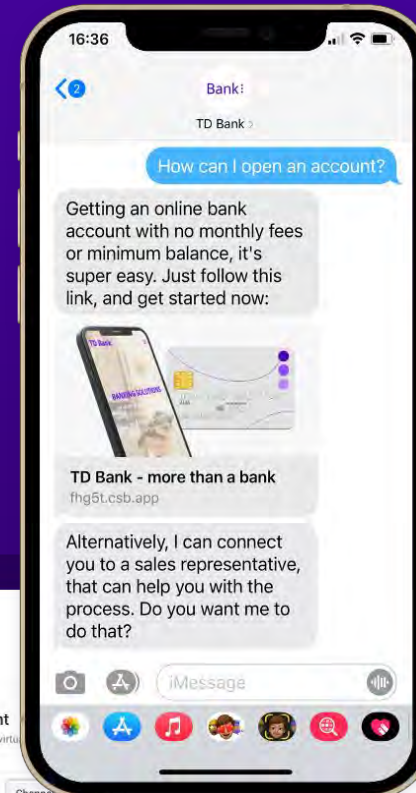 16:36
2
Bank
TD Bank
How can I open an account?
Getting an online bank
account with no monthly fees
or minimum balance, it's
super easy. Just follow this
link, and get started now:
TD Bank
BANKING SOLUTIONS
TD Bank - more than a bank
fhg5t.csb.app
Alternatively, I can connect
you to a sales representative,
that can help you with the
process. Do you want me to
do that?
iMessage